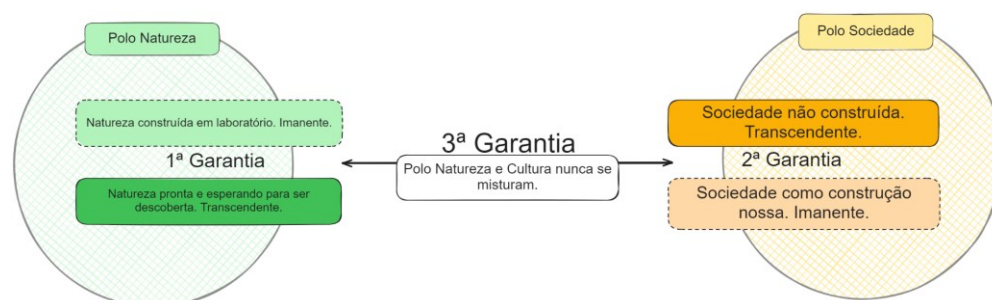 Polo Natureza
Polo Sociedade
Natureza construída em laboratório. Imanente.
1ª Garantia
Natureza pronta e esperando para ser
descoberta. Transcendente.
3ª Garantia
Polo Natureza e Cultura nunca se
misturam.
Sociedade não construída.
Transcendente.
2ª Garantia
Sociedade como construção
nossa. Imanente.